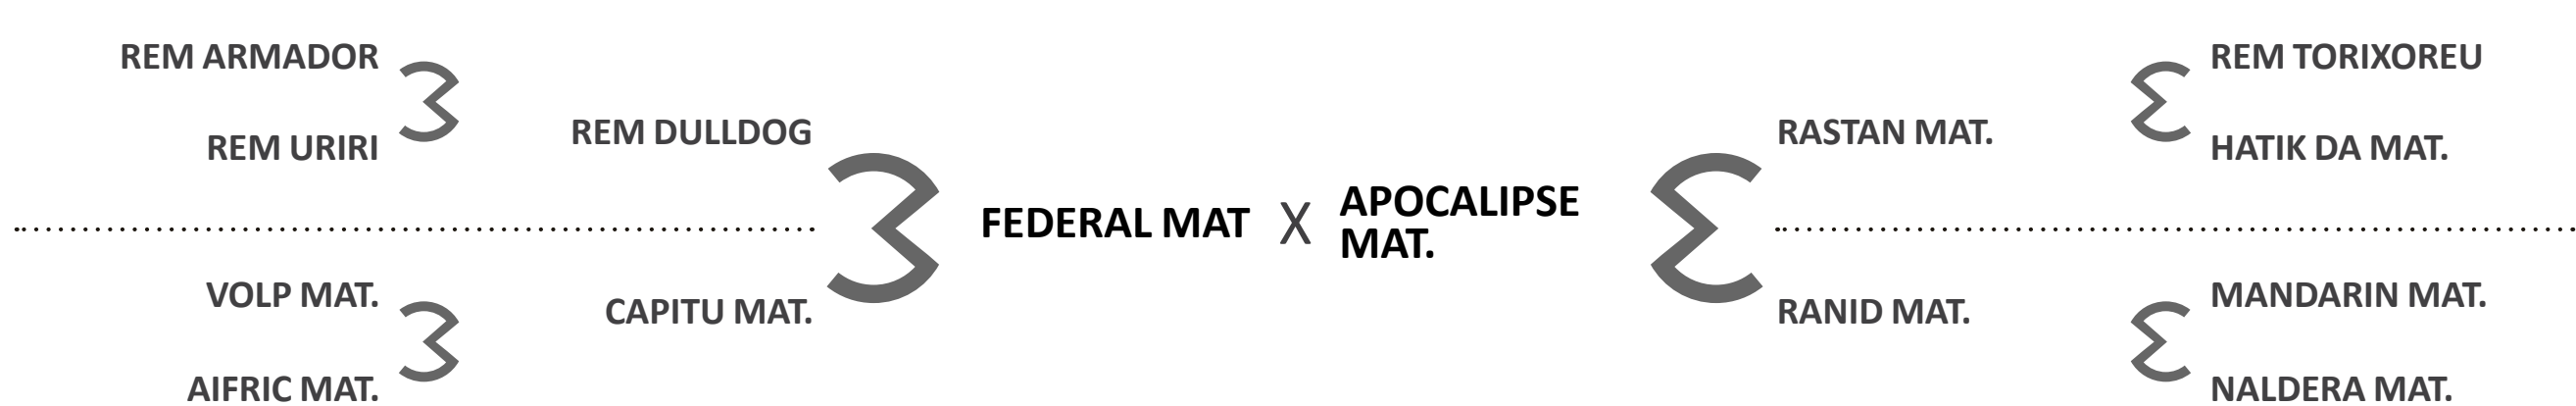 REM ARMADOR
REM URIRI
REM DULLDOG
VOLP MAT.
AIFRIC MAT.
CAPITU MAT.
FEDERAL MAT X APOCALIPSE
MAT.
RASTAN MAT.
REM TORIXOREU
HATIK DA MAT.
RANID MAT.
MANDARIN MAT.
NALDERA MAT.